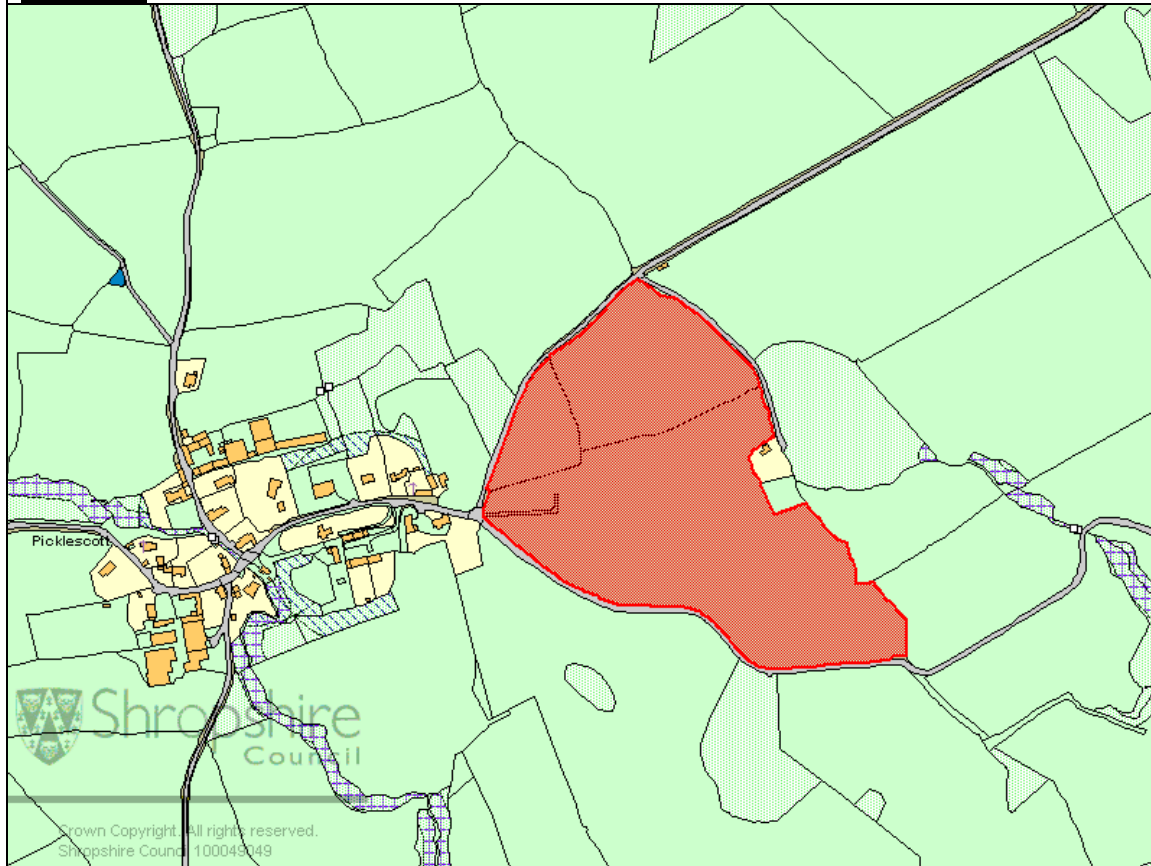 Picklescott
Shropshire
Council
Crown Copyright. All rights reserved.
Shropshire Council 100049049